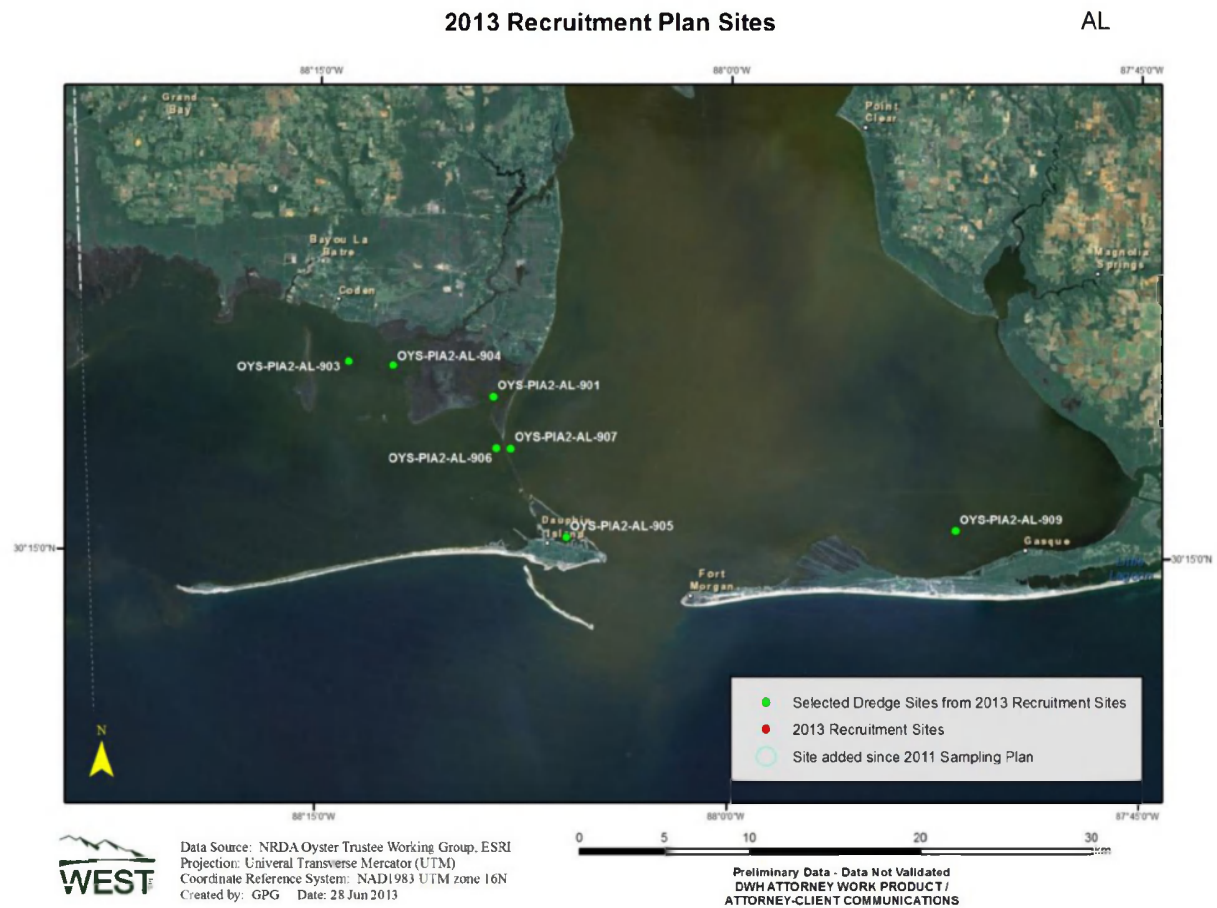 2013 Recruitment Plan Sites
AL
88°15'0"W
88°0'0"W
87°45'0"W
Grand
Bay
Point
Clear
Bayou La
Batre
Magnolia
Springs
Coden
OYS-PIA2-AL-903
OYS-PIA2-AL-904
OYS-PIA2-AL-901
OYS-PIA2-AL-907
OYS-PIA2-AL-906
Dauphin
Island
OYS-PIA2-AL-905
OYS-PIA2-AL-909
Gasque
30°15'0"N
30°15'0"N
Little
Lagoon
Fort
Morgan
Selected Dredge Sites from 2013 Recruitment Sites
2013 Recruitment Sites
Site added since 2011 Sampling Plan
N
88°15'0"W
88°0'0"W
87°45'0"W
WEST
Data Source: NRDA Oyster Trustee Working Group, ESRI
Projection: Univeral Transverse Mercator (UTM)
Coordinate Reference System: NAD1983 UTM zone 16N
Created by: GPG Date: 28 Jun 2013
0 5 10 20 30
km
Preliminary Data - Data Not Validated
DWH ATTORNEY WORK PRODUCT /
ATTORNEY-CLIENT COMMUNICATIONS